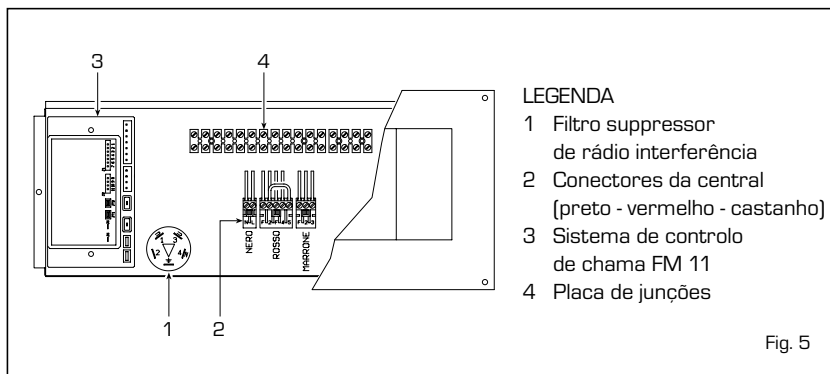 3
4
NERO
ROSSO
MARRONE
1
2
LEGENDA
1 Filtro suppressor
de rádio interferência
2 Conectores da central
(preto - vermelho - castanho)
3 Sistema de controlo
de chama FM 11
4 Placa de junções
Fig. 5